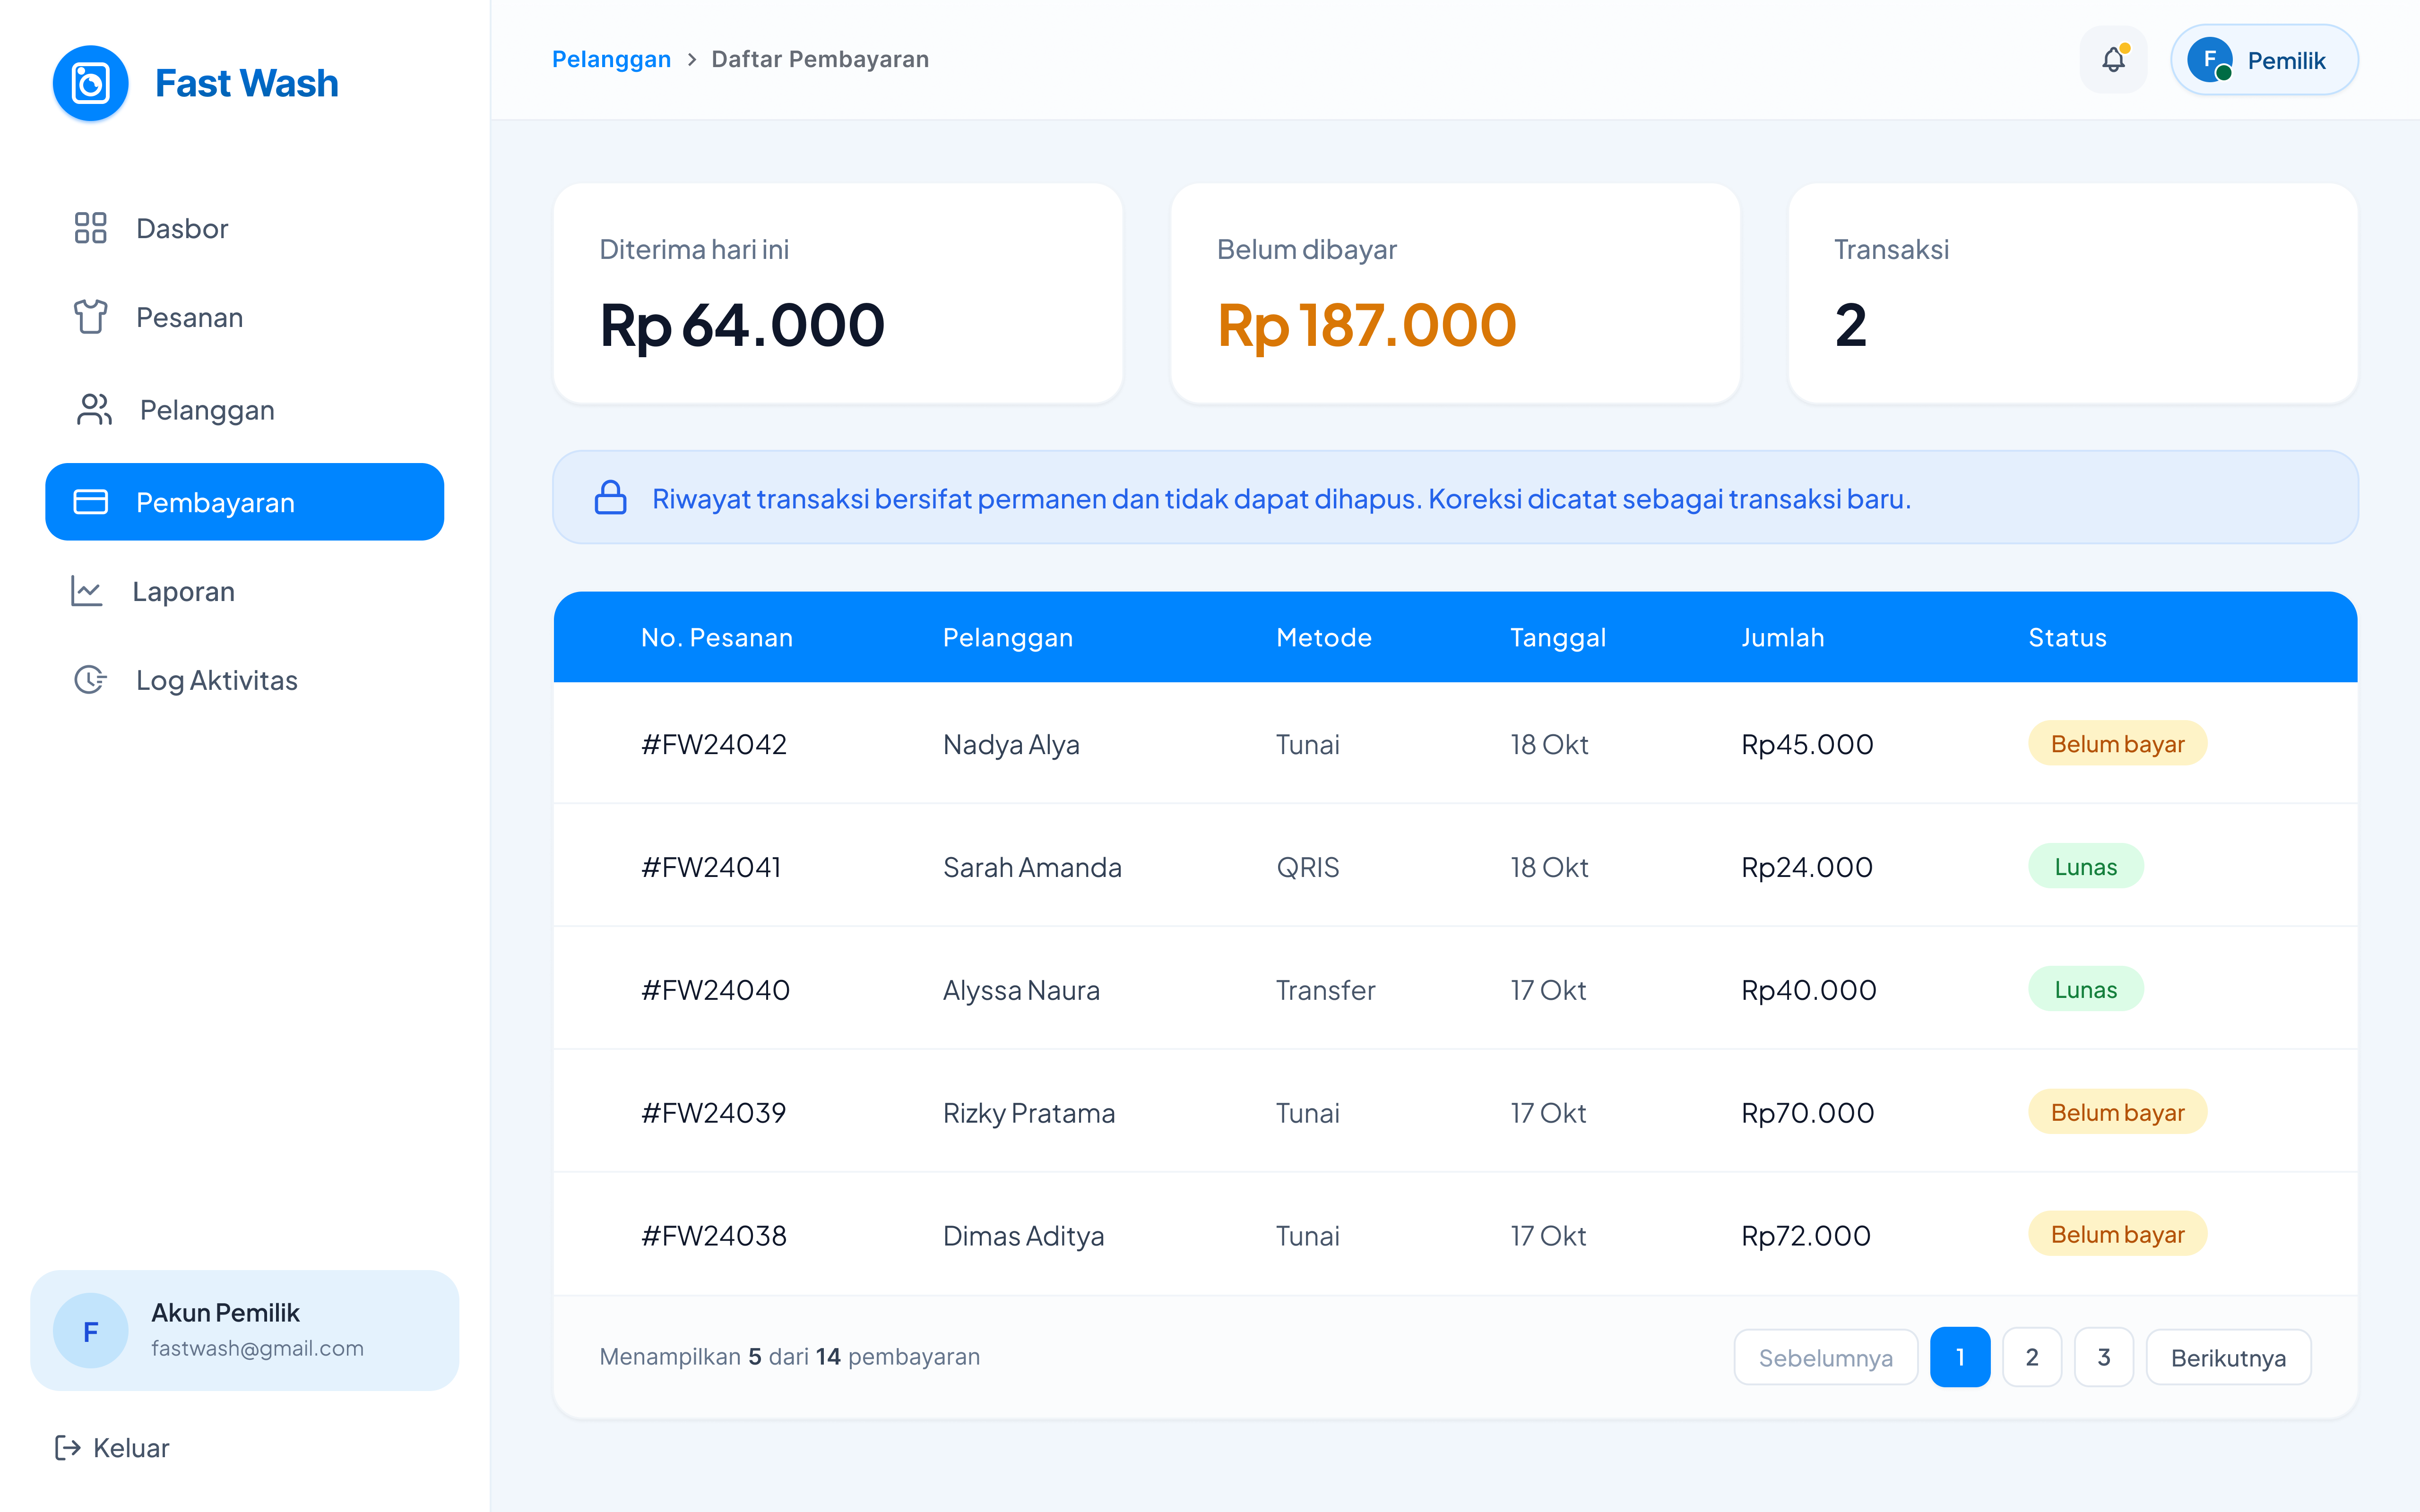 Fast Wash
Dasbor
Pesanan
Pelanggan
Pembayaran
Laporan
Log Aktivitas
F
Akun Pemilik
fastwash@gmail.com
Keluar
Pelanggan > Daftar Pembayaran
F Pemilik
Diterima hari ini
Rp 64.000
Belum dibayar
Rp 187.000
Transaksi
2
Riwayat transaksi bersifat permanen dan tidak dapat dihapus. Koreksi dicatat sebagai transaksi baru.
No. Pesanan Pelanggan Metode Tanggal Jumlah Status
#FW24042 Nadya Alya Tunai 18 Okt Rp45.000 Belum bayar
#FW24041 Sarah Amanda QRIS 18 Okt Rp24.000 Lunas
#FW24040 Alyssa Naura Transfer 17 Okt Rp40.000 Lunas
#FW24039 Rizky Pratama Tunai 17 Okt Rp70.000 Belum bayar
#FW24038 Dimas Aditya Tunai 17 Okt Rp72.000 Belum bayar
Menampilkan 5 dari 14 pembayaran
Sebelumnya 1 2 3 Berikutnya